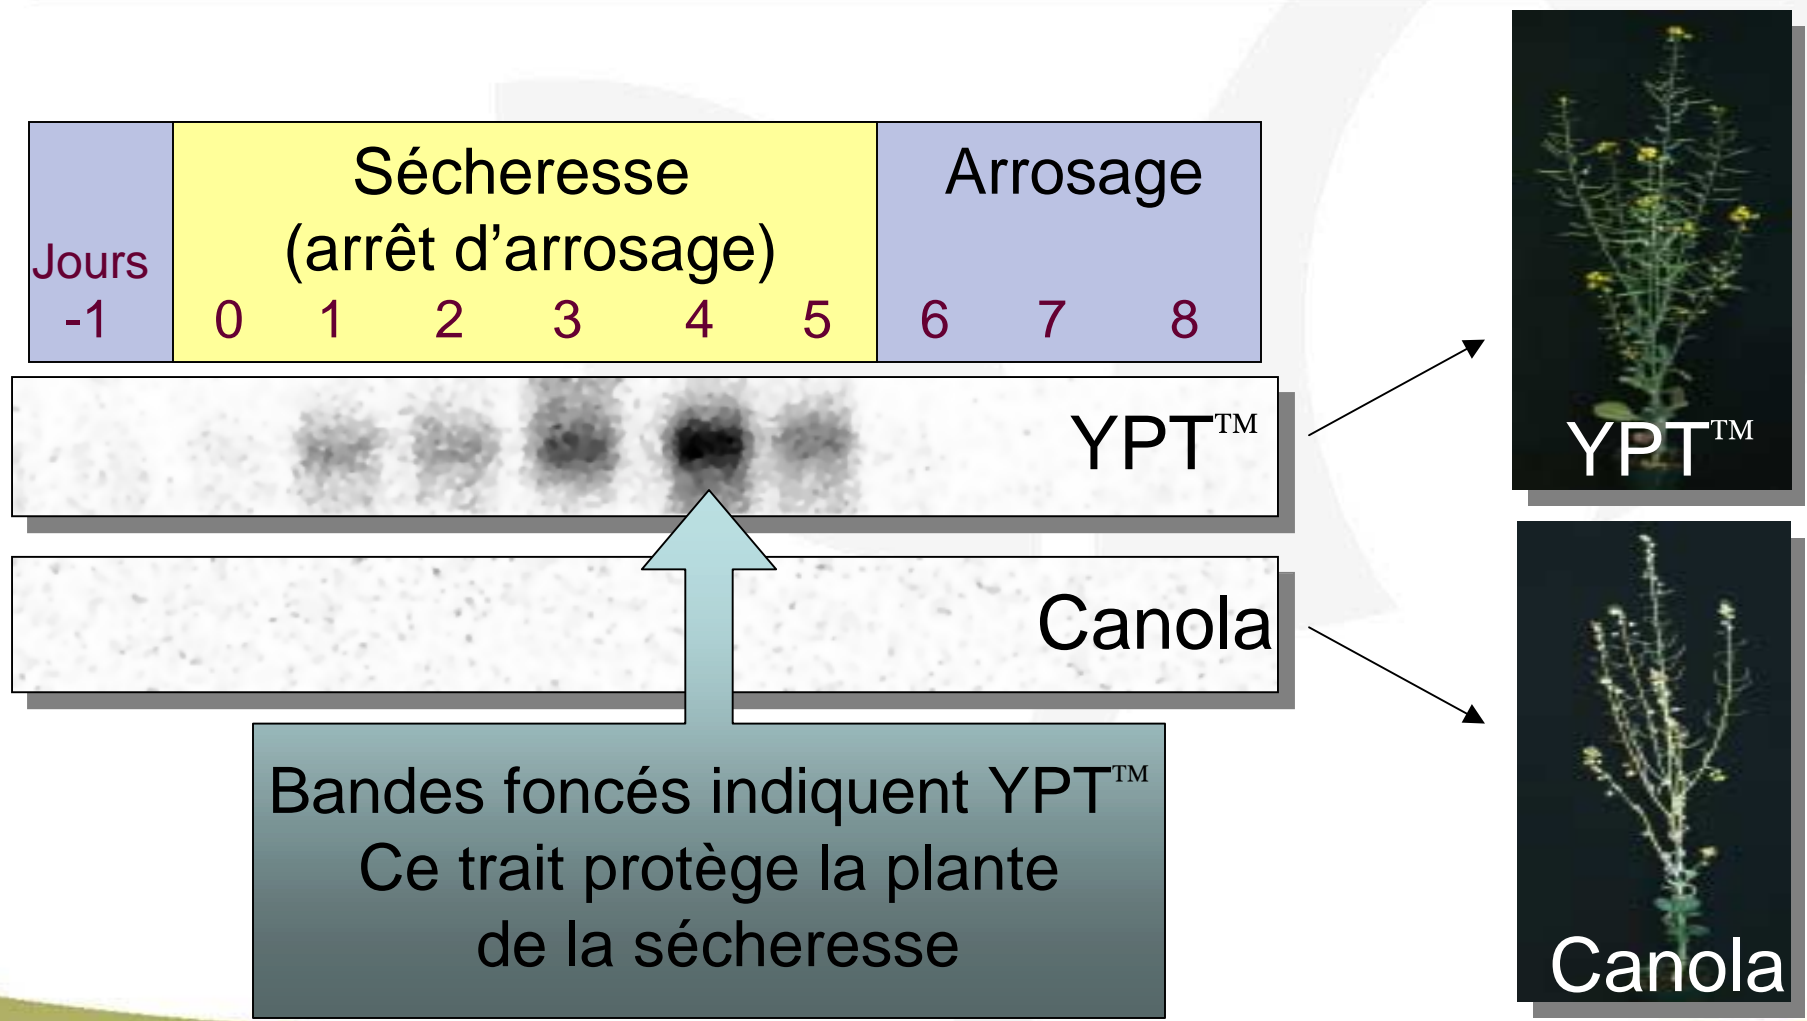 Sécheresse
(arrêt d’arrosage)
Arrosage
Jours
-1 0 1 2 3 4 5 6 7 8
YPT™
Canola
Bandes foncés indiquent YPT™
Ce trait protège la plante
de la sécheresse
YPT™
Canola